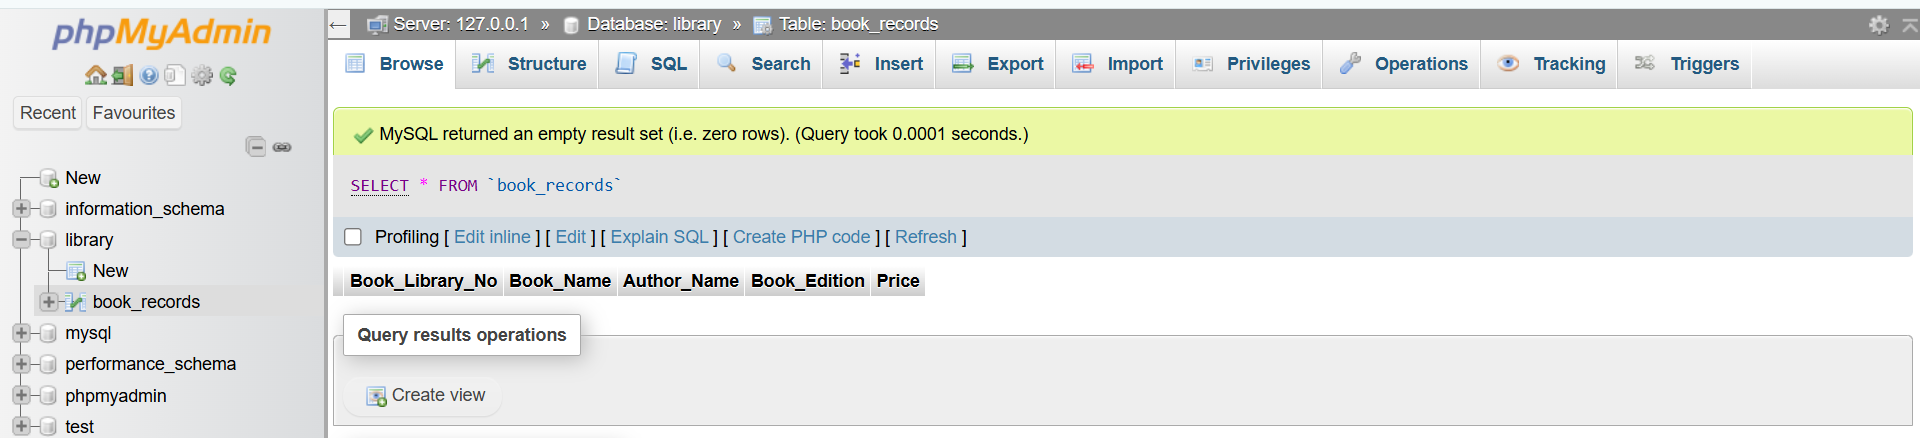 phpMyAdmin
Recent Favourites
New
information_schema
library
New
book_records
mysql
performance_schema
phpmyadmin
test
Server: 127.0.0.1 » Database: library » Table: book_records
Browse Structure SQL Search Insert Export Import Privileges Operations Tracking Triggers
MySQL returned an empty result set (i.e. zero rows). (Query took 0.0001 seconds.)
SELECT * FROM `book_records`
Profiling [ Edit inline ] [ Edit ] [ Explain SQL ] [ Create PHP code ] [ Refresh ]
Book_Library_No Book_Name Author_Name Book_Edition Price
Query results operations
Create view